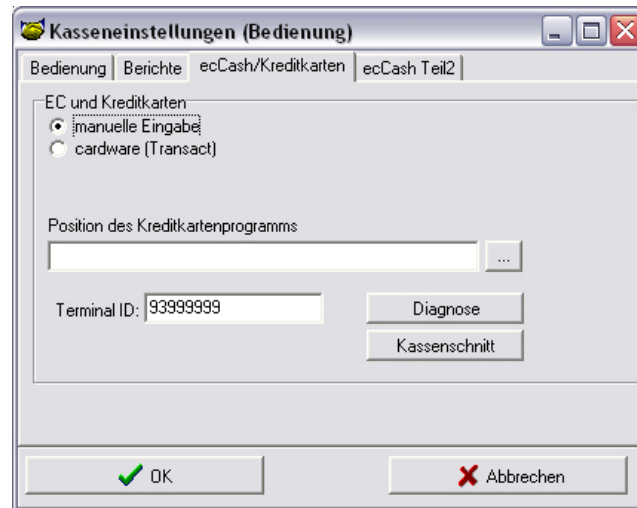 Kasseneinstellungen (Bedienung)
Bedienung Berichte ecCash/Kreditkarten ecCash Teil2
EC und Kreditkarten
manuelle Eingabe
cardware (Transact)
Position des Kreditkartenprogramms
...
Terminal ID: 93999999 Diagnose
Kassenschnitt
OK Abbrechen